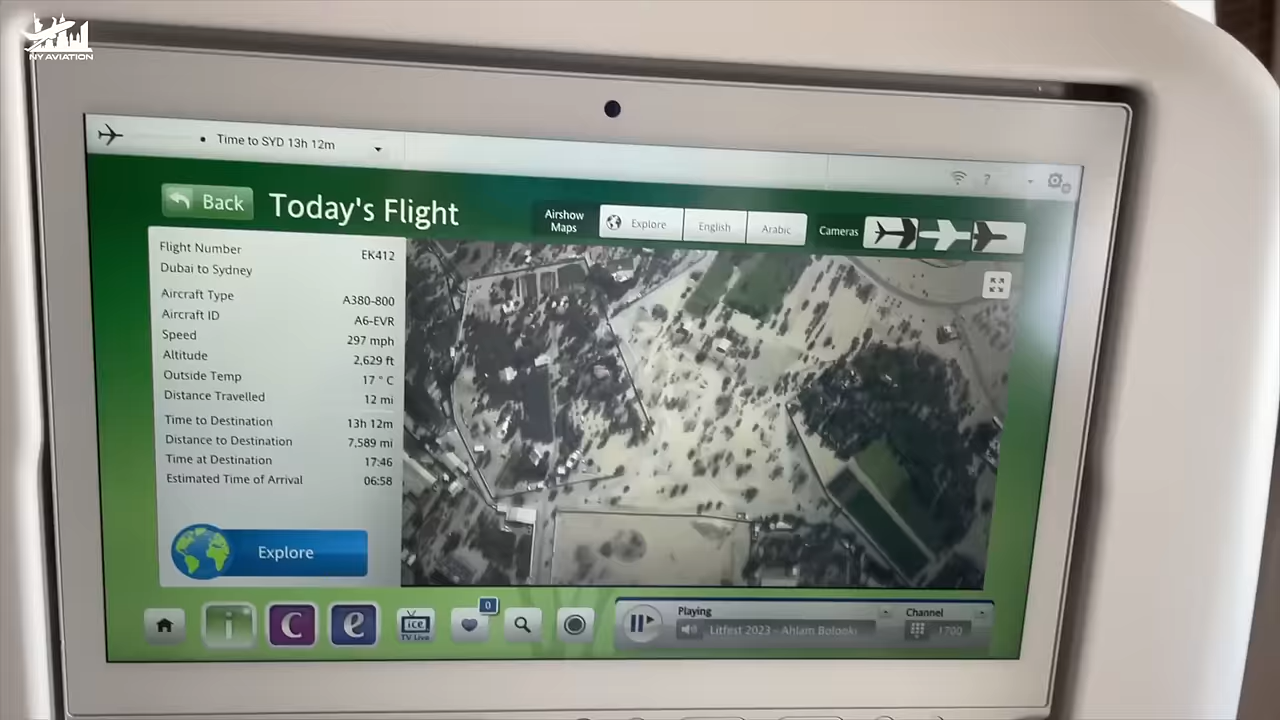 NY AVIATION
Time to SYD 13h 12m
?
Back
Today's Flight
Airshow
Maps
Explore
English
Arabic
Cameras
Flight Number EK412
Dubai to Sydney
Aircraft Type A380-800
Aircraft ID A6-EVR
Speed 297 mph
Altitude 2,629 ft
Outside Temp 17 ° C
Distance Travelled 12 mi
Time to Destination 13h 12m
Distance to Destination 7,589 mi
Time at Destination 17:46
Estimated Time of Arrival 06:58
Explore
i
C
e
ice
TV Live
0
Playing
Litfest 2023 - Ahlam Bolooki
Channel
1700